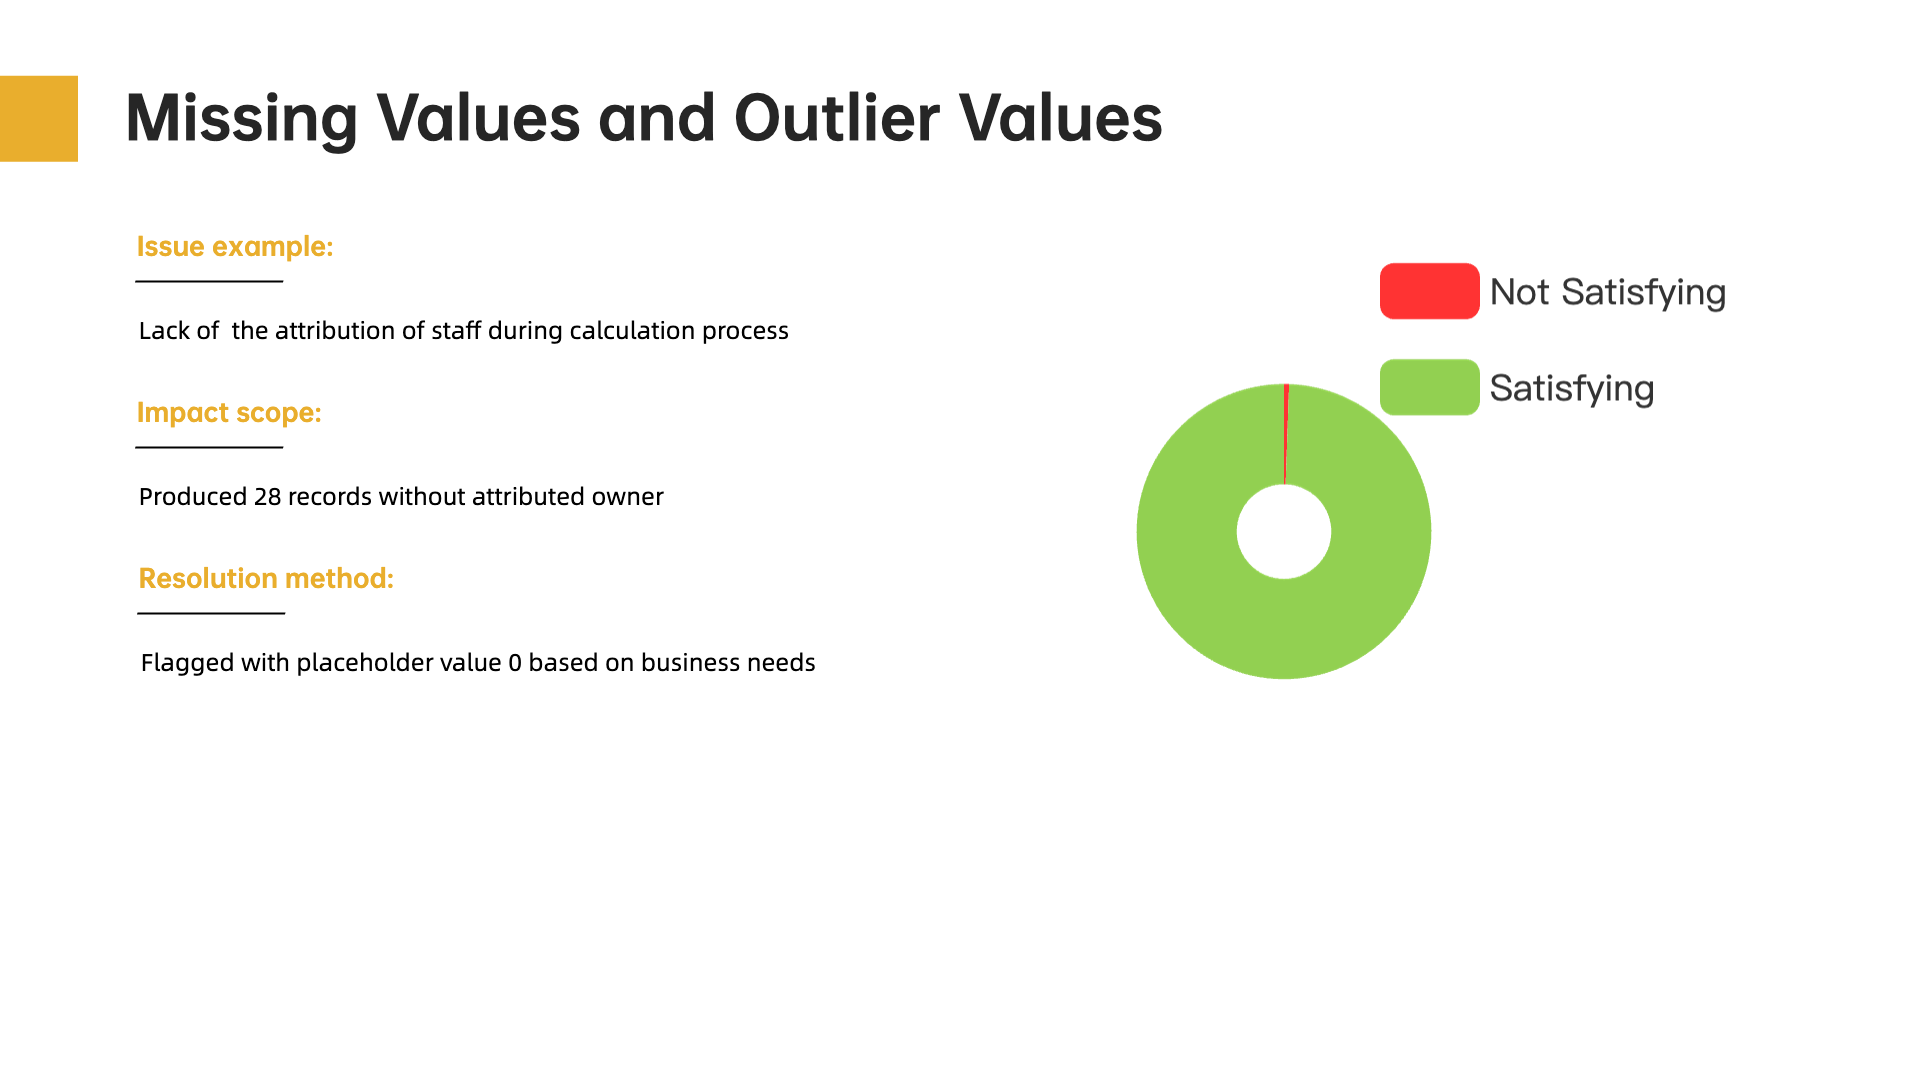 Missing Values and Outlier Values
Issue example:
Lack of  the attribution of staff during calculation process
Impact scope:
Produced 28 records without attributed owner
Resolution method:
Flagged with placeholder value 0 based on business needs
Not Satisfying
Satisfying